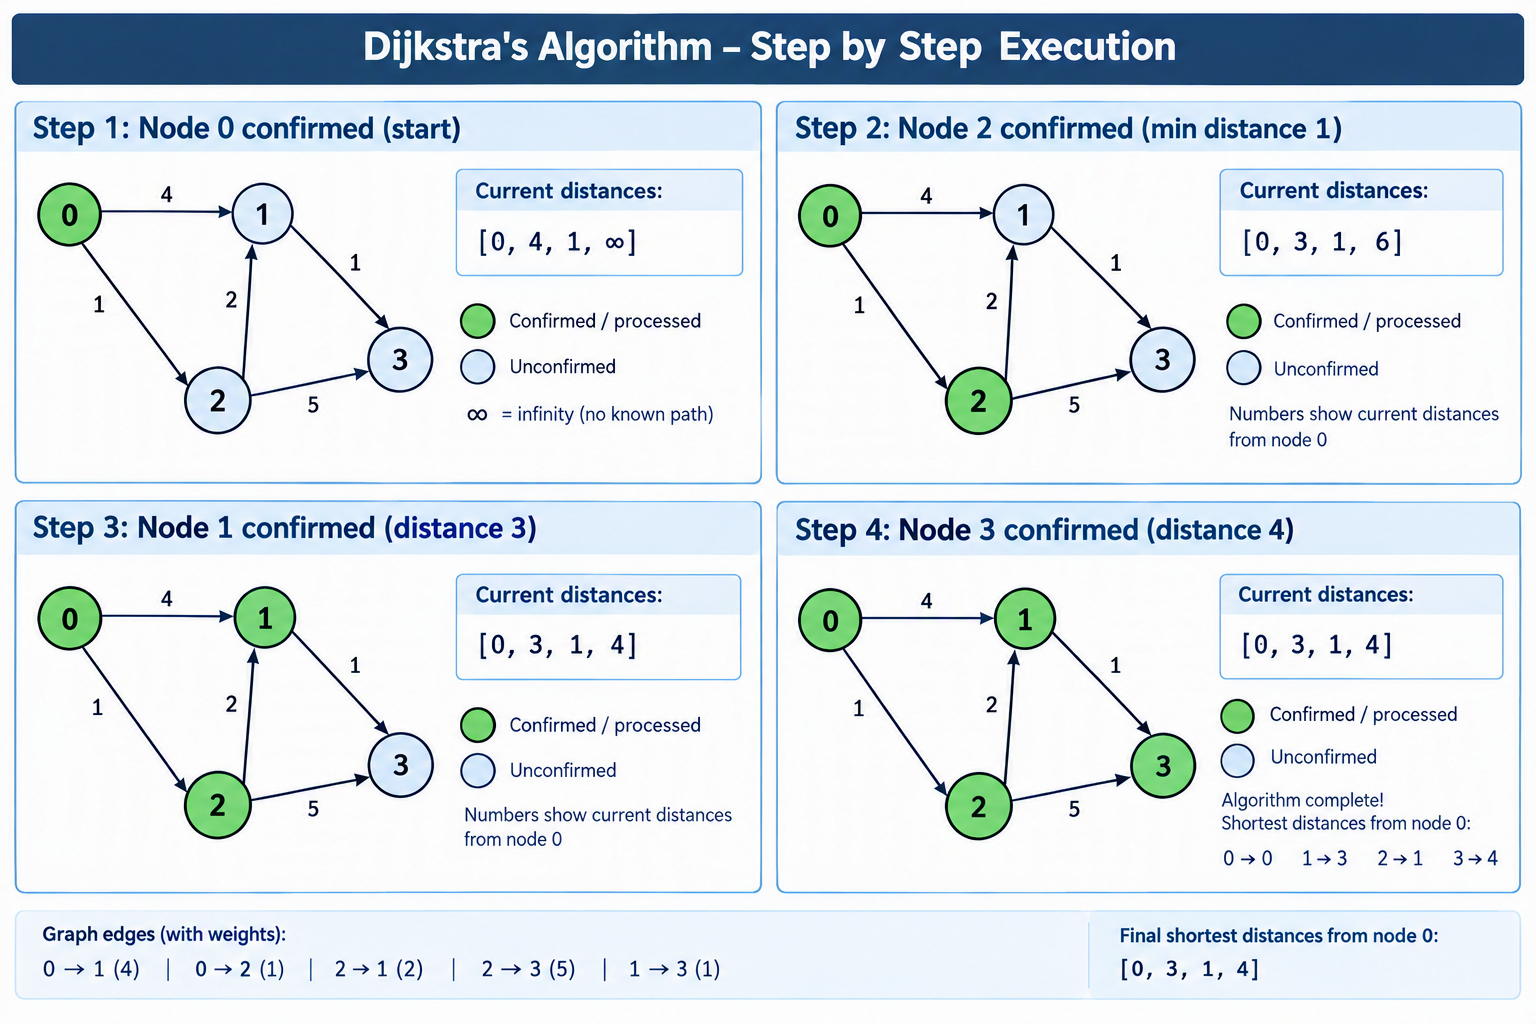 Dijkstra's Algorithm – Step by Step Execution
Step 1: Node 0 confirmed (start)
0
4
1
1
2
1
2
5
3
Current distances:
[0, 4, 1, ∞]
Confirmed / processed
Unconfirmed
∞ = infinity (no known path)
Step 2: Node 2 confirmed (min distance 1)
0
4
1
1
2
1
2
5
3
Current distances:
[0, 3, 1, 6]
Confirmed / processed
Unconfirmed
Numbers show current distances
from node 0
Step 3: Node 1 confirmed (distance 3)
0
4
1
1
2
1
2
5
3
Current distances:
[0, 3, 1, 4]
Confirmed / processed
Unconfirmed
Numbers show current distances
from node 0
Step 4: Node 3 confirmed (distance 4)
0
4
1
1
2
1
2
5
3
Current distances:
[0, 3, 1, 4]
Confirmed / processed
Unconfirmed
Algorithm complete!
Shortest distances from node 0:
0 → 0 1 → 3 2 → 1 3 → 4
Graph edges (with weights):
0 → 1 (4) | 0 → 2 (1) | 2 → 1 (2) | 2 → 3 (5) | 1 → 3 (1)
Final shortest distances from node 0:
[0, 3, 1, 4]